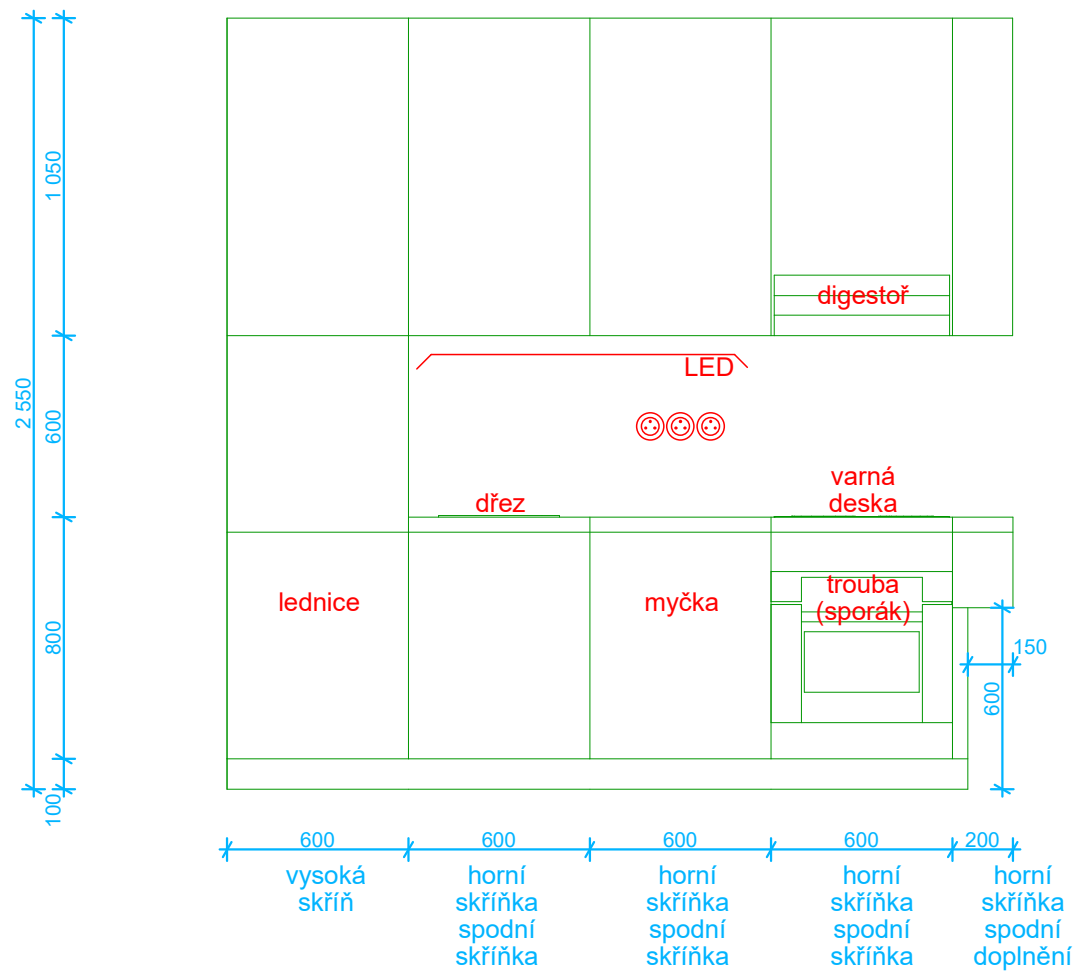 2 550
1 050
600
800
100
digestoř
LED
dřez
varná
deska
lednice
myčka
trouba
(sporák)
150
600
600
600
600
600
200
vysoká
skříň
horní
skříňka
spodní
skříňka
horní
skříňka
spodní
skříňka
horní
skříňka
spodní
skříňka
horní
skříňka
spodní
doplnění